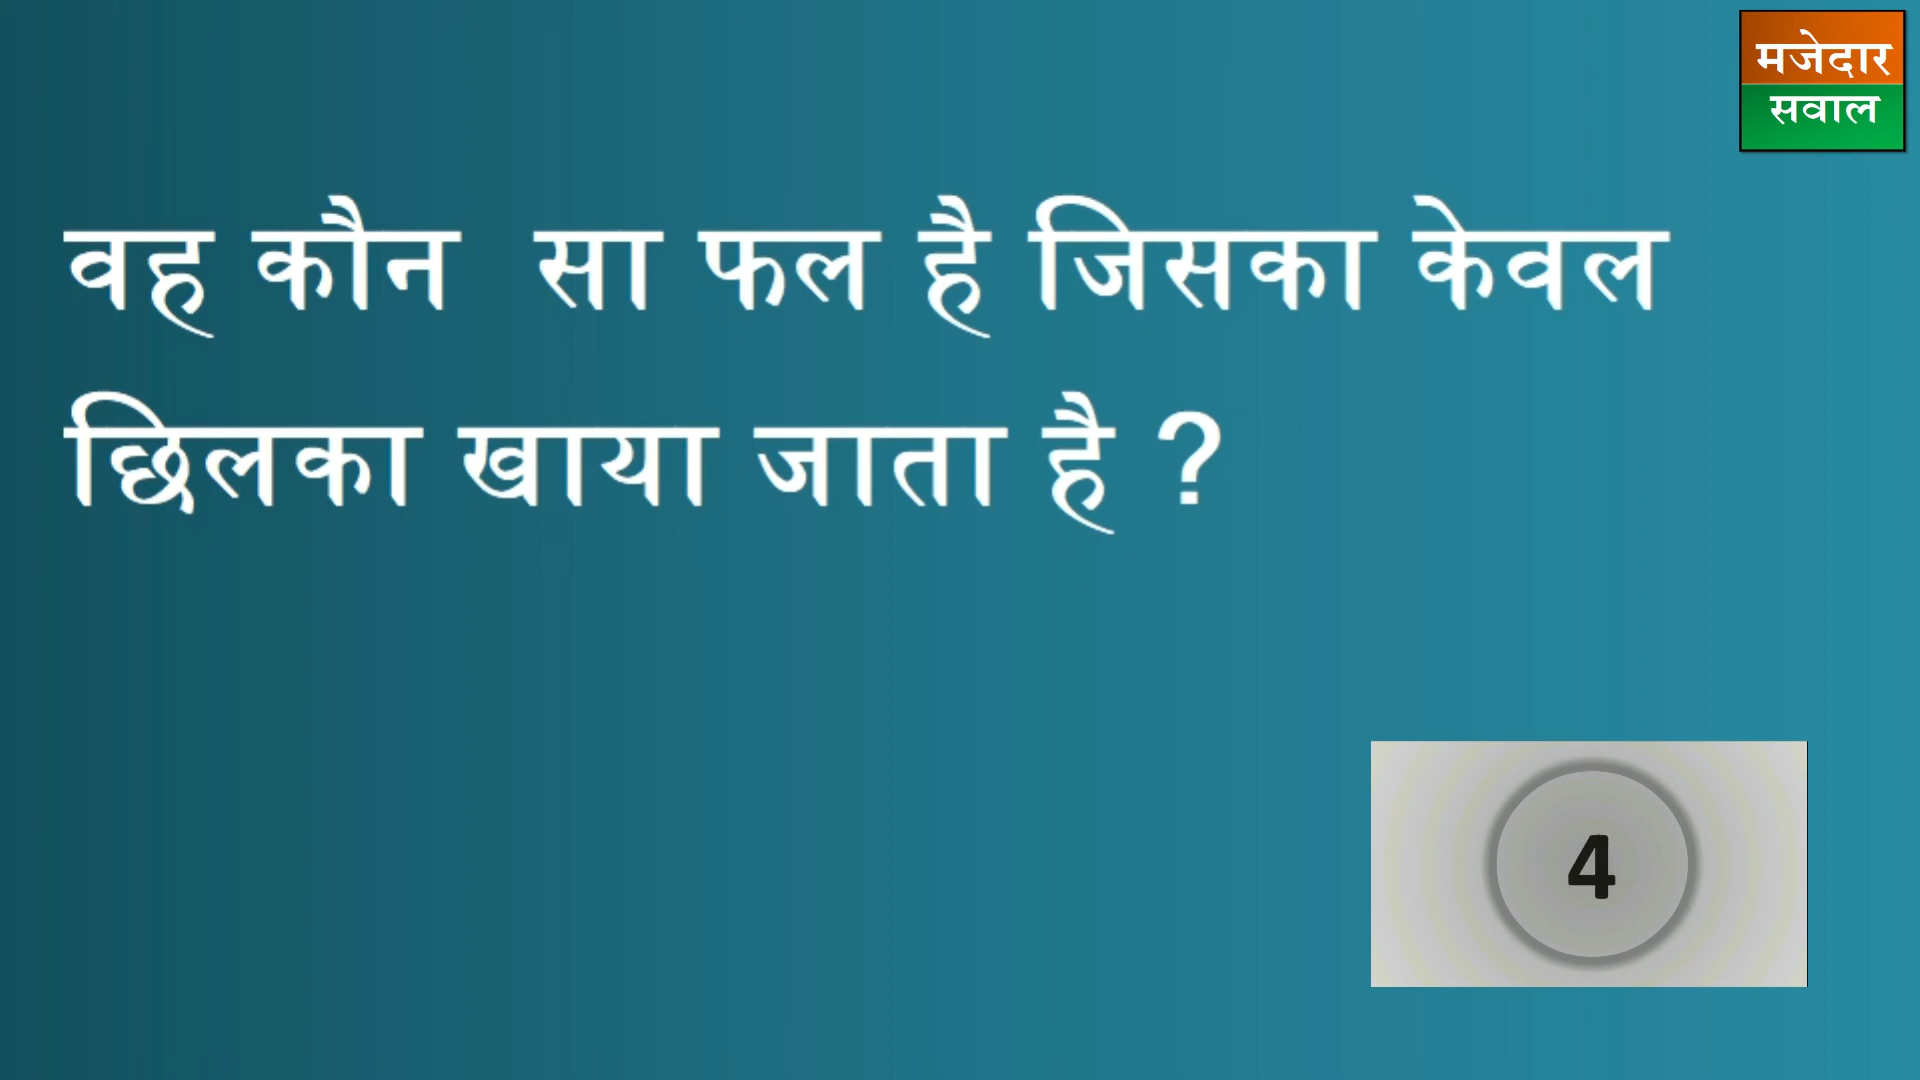 मजेदार
सवाल
वह कौन सा फल है जिसका केवल
छिलका खाया जाता है ?
4